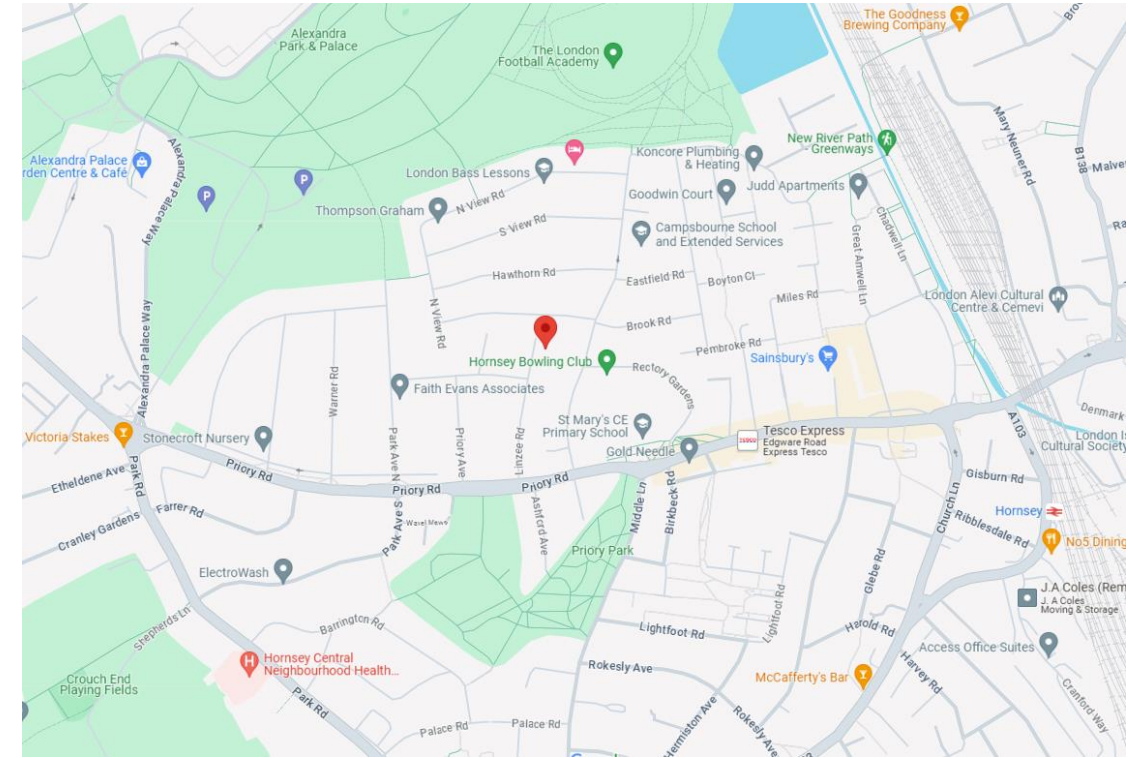 The Goodness
Brewing Company
Alexandra
Park & Palace
The London
Football Academy
Mary Neuner Rd
B138
New River Path
- Greenways
Alexandra Palace
rden Centre & Café
Alexandra Palace Way
P
P
London Bass Lessons
Koncore Plumbing
& Heating
Judd Apartments
Goodwin Court
Thompson Graham
N View Rd
S View Rd
Campsbourne School
and Extended Services
Great Amwell Ln
Chadwell Ln
Hawthorn Rd
Eastfield Rd
Boyton Cl
Miles Rd
London Alevi Cultural
Centre & Cemevi
N View Rd
Alexandra Palace Way
Brook Rd
Pembroke Rd
Sainsbury's
Hornsey Bowling Club
Rectory Gardens
Warner Rd
Faith Evans Associates
A103
Denmark
Victoria Stakes
Stonecroft Nursery
Park Ave N
Priory Ave
Linzee Rd
St Mary's CE
Primary School
Gold Needle
TESCO
Tesco Express
Edgware Road
Express Tesco
London Is
Cultural Society
Etheldene Ave
Park Rd
Priory Rd
Priory Rd
Priory Rd
Middle Ln
Birkbeck Rd
Church Ln
Gisburn Rd
Farrer Rd
Cranley Gardens
Park Ave S
Wavel Mews
Ashford Ave
Hornsey
Ribblesdale Rd
No5 Dining
Priory Park
ElectroWash
Glebe Rd
J.A Coles (Rem
J. A Coles
Moving & Storage
Shepherds Ln
Barrington Rd
Lightfoot Rd
Lightfoot Rd
Harold Rd
Access Office Suites
H
Hornsey Central
Neighbourhood Health...
Rokesly Ave
McCafferty's Bar
Harvey Rd
Crouch End
Playing Fields
Park Rd
Cranford Way
Palace Rd
Palace Rd
Hermiston Ave
Rokesly Ave